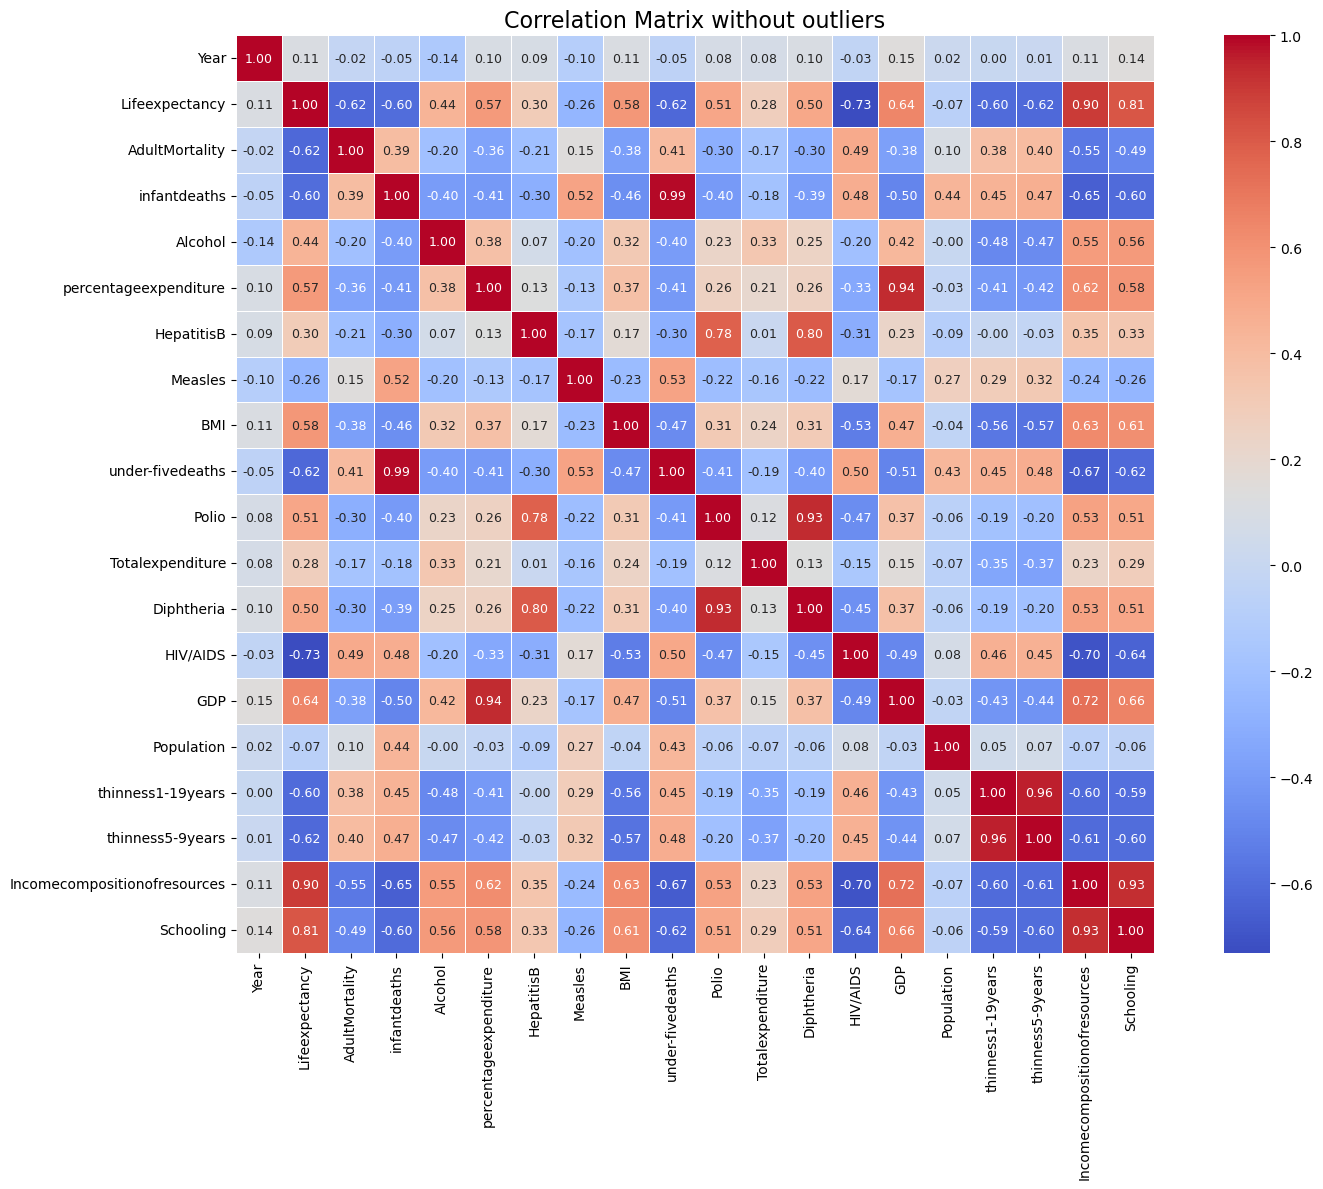 Correlation Matrix without outliers
Year 1.00 0.11 -0.02 -0.05 -0.14 0.10 0.09 -0.10 0.11 -0.05 0.08 0.08 0.10 -0.03 0.15 0.02 0.00 0.01 0.11 0.14
Lifeexpectancy 0.11 1.00 -0.62 -0.60 0.44 0.57 0.30 -0.26 0.58 -0.62 0.51 0.28 0.50 -0.73 0.64 -0.07 -0.60 -0.62 0.90 0.81
AdultMortality -0.02 -0.62 1.00 0.39 -0.20 -0.36 -0.21 0.15 -0.38 0.41 -0.30 -0.17 -0.30 0.49 -0.38 0.10 0.38 0.40 -0.55 -0.49
infantdeaths -0.05 -0.60 0.39 1.00 -0.40 -0.41 -0.30 0.52 -0.46 0.99 -0.40 -0.18 -0.39 0.48 -0.50 0.44 0.45 0.47 -0.65 -0.60
Alcohol -0.14 0.44 -0.20 -0.40 1.00 0.38 0.07 -0.20 0.32 -0.40 0.23 0.33 0.25 -0.20 0.42 -0.00 -0.48 -0.47 0.55 0.56
percentageexpenditure 0.10 0.57 -0.36 -0.41 0.38 1.00 0.13 -0.13 0.37 -0.41 0.26 0.21 0.26 -0.33 0.94 -0.03 -0.41 -0.42 0.62 0.58
HepatitisB 0.09 0.30 -0.21 -0.30 0.07 0.13 1.00 -0.17 0.17 -0.30 0.78 0.01 0.80 -0.31 0.23 -0.09 -0.00 -0.03 0.35 0.33
Measles -0.10 -0.26 0.15 0.52 -0.20 -0.13 -0.17 1.00 -0.23 0.53 -0.22 -0.16 -0.22 0.17 -0.17 0.27 0.29 0.32 -0.24 -0.26
BMI 0.11 0.58 -0.38 -0.46 0.32 0.37 0.17 -0.23 1.00 -0.47 0.31 0.24 0.31 -0.53 0.47 -0.04 -0.56 -0.57 0.63 0.61
under-fivedeaths -0.05 -0.62 0.41 0.99 -0.40 -0.41 -0.30 0.53 -0.47 1.00 -0.41 -0.19 -0.40 0.50 -0.51 0.43 0.45 0.48 -0.67 -0.62
Polio 0.08 0.51 -0.30 -0.40 0.23 0.26 0.78 -0.22 0.31 -0.41 1.00 0.12 0.93 -0.47 0.37 -0.06 -0.19 -0.20 0.53 0.51
Totalexpenditure 0.08 0.28 -0.17 -0.18 0.33 0.21 0.01 -0.16 0.24 -0.19 0.12 1.00 0.13 -0.15 0.15 -0.07 -0.35 -0.37 0.23 0.29
Diphtheria 0.10 0.50 -0.30 -0.39 0.25 0.26 0.80 -0.22 0.31 -0.40 0.93 0.13 1.00 -0.45 0.37 -0.06 -0.19 -0.20 0.53 0.51
HIV/AIDS -0.03 -0.73 0.49 0.48 -0.20 -0.33 -0.31 0.17 -0.53 0.50 -0.47 -0.15 -0.45 1.00 -0.49 0.08 0.46 0.45 -0.70 -0.64
GDP 0.15 0.64 -0.38 -0.50 0.42 0.94 0.23 -0.17 0.47 -0.51 0.37 0.15 0.37 -0.49 1.00 -0.03 -0.43 -0.44 0.72 0.66
Population 0.02 -0.07 0.10 0.44 -0.00 -0.03 -0.09 0.27 -0.04 0.43 -0.06 -0.07 -0.06 0.08 -0.03 1.00 0.05 0.07 -0.07 -0.06
thinness1-19years 0.00 -0.60 0.38 0.45 -0.48 -0.41 -0.00 0.29 -0.56 0.45 -0.19 -0.35 -0.19 0.46 -0.43 0.05 1.00 0.96 -0.60 -0.59
thinness5-9years 0.01 -0.62 0.40 0.47 -0.47 -0.42 -0.03 0.32 -0.57 0.48 -0.20 -0.37 -0.20 0.45 -0.44 0.07 0.96 1.00 -0.61 -0.60
Incomecompositionofresources 0.11 0.90 -0.55 -0.65 0.55 0.62 0.35 -0.24 0.63 -0.67 0.53 0.23 0.53 -0.70 0.72 -0.07 -0.60 -0.61 1.00 0.93
Schooling 0.14 0.81 -0.49 -0.60 0.56 0.58 0.33 -0.26 0.61 -0.62 0.51 0.29 0.51 -0.64 0.66 -0.06 -0.59 -0.60 0.93 1.00
Year
Lifeexpectancy
AdultMortality
infantdeaths
Alcohol
percentageexpenditure
HepatitisB
Measles
BMI
under-fivedeaths
Polio
Totalexpenditure
Diphtheria
HIV/AIDS
GDP
Population
thinness1-19years
thinness5-9years
Incomecompositionofresources
Schooling
1.0
0.8
0.6
0.4
0.2
0.0
−0.2
−0.4
−0.6